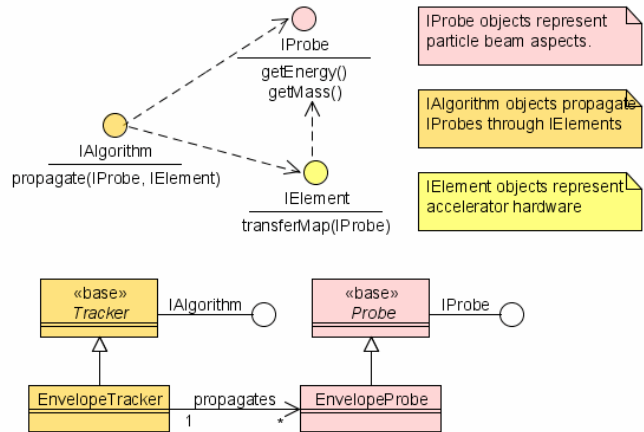 IProbe
getEnergy()
getMass()
IAlgorithm
propagate(IProbe, IElement)
IElement
transferMap(IProbe)
IProbe objects represent
particle beam aspects.
IAlgorithm objects propagate
IProbes through IElements
IElement objects represent
accelerator hardware
«base»
Tracker
IAlgorithm
«base»
Probe
IProbe
EnvelopeTracker
propagates
1
*
EnvelopeProbe